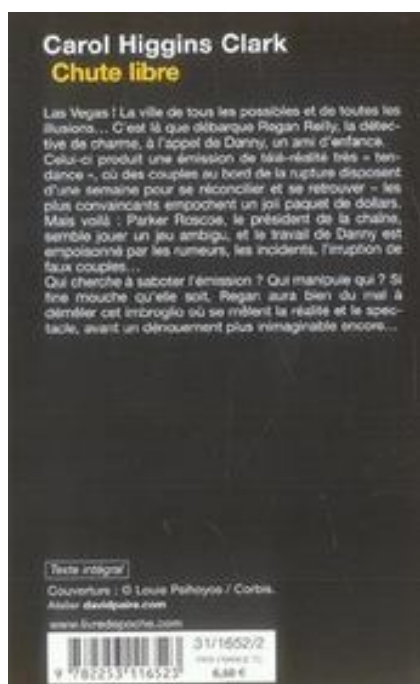 Carol Higgins Clark
Chute libre
Las Vegas ! La ville de tous les possibles et de toutes les
illusions... C'est là que débarque Regan Reilly, la détec-
tive de charme, à l'appel de Danny, un ami d'enfance.
Celui-ci produit une émission de télé-réalité très « ten-
dance », où des couples au bord de la rupture disposent
d'une semaine pour se réconcilier et se retrouver – les
plus convaincants empochent un joli paquet de dollars.
Mais voilà : Parker Roscoe, le président de la chaîne,
semble jouer un jeu ambigu, et le travail de Danny est
empoisonné par les rumeurs, les incidents, l'irruption de
faux couples...
Qui cherche à saboter l'émission ? Qui manipule qui ? Si
fine mouche qu'elle soit, Regan aura bien du mal à
démêler cet imbroglio où se mêlent la réalité et le spec-
tacle, avant un dénouement plus inimaginable encore...
Texte intégral
Couverture : © Louie Psihoyos / Corbis.
Atelier davidpaire.com
www.livredepoche.com
31/1652/2
PRIX FRANCE TC
6,60 €
9 782253 116523